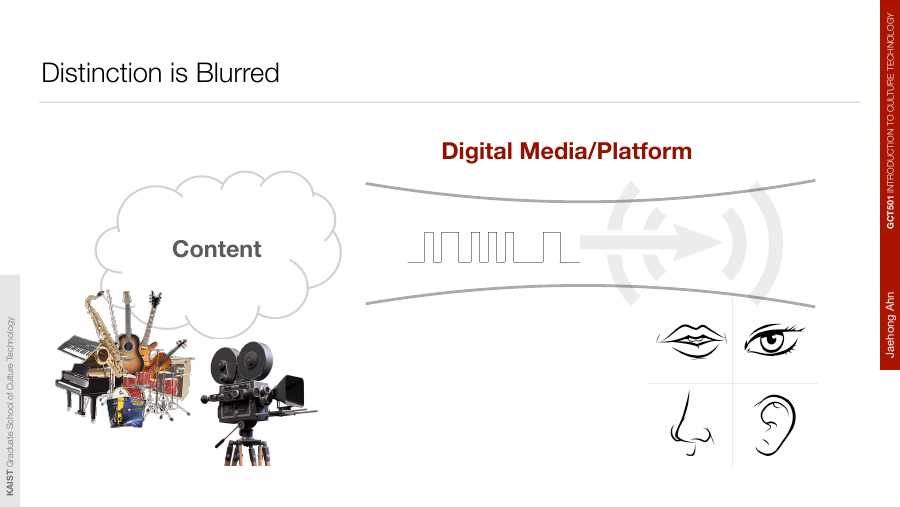 Distinction is Blurred
Digital Media/Platform
Content
GCT501 INTRODUCTION TO CULTURE TECHNOLOGY
Jaehong Ahn
KAIST Graduate School of Culture Technology